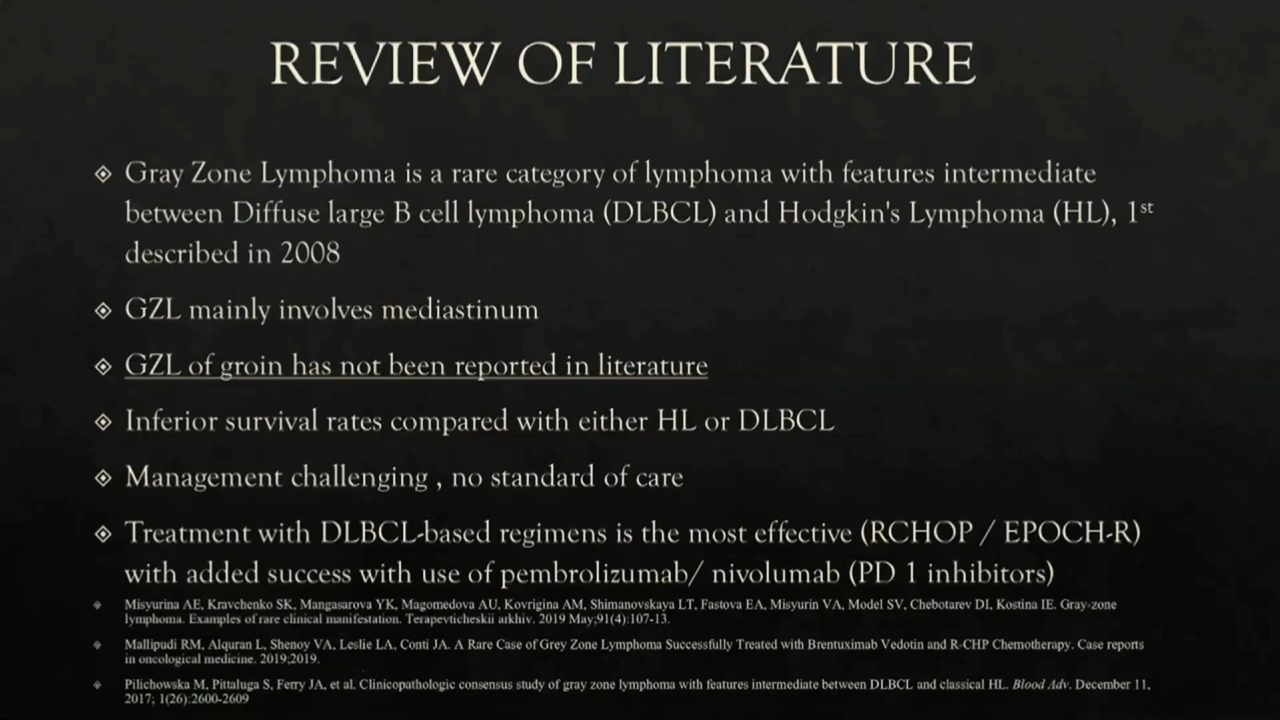 REVIEW OF LITERATURE
Gray Zone Lymphoma is a rare category of lymphoma with features intermediate
between Diffuse large B cell lymphoma (DLBCL) and Hodgkin's Lymphoma (HL), 1st
described in 2008
GZL mainly involves mediastinum
GZL of groin has not been reported in literature
Inferior survival rates compared with either HL or DLBCL
Management challenging , no standard of care
Treatment with DLBCL-based regimens is the most effective (RCHOP / EPOCH-R)
with added success with use of pembrolizumab/ nivolumab (PD 1 inhibitors)
Misyurina AE, Kravchenko SK, Mangasarova YK, Magomedova AU, Kovrigina AM, Shimanovskaya LT, Fastova EA, Misyurin VA, Model SV, Chebotarev DI, Kostina IE. Gray-zone
lymphoma. Examples of rare clinical manifestation. Terapevticheskii arkhiv. 2019 May;91(4):107-13.
Mallipudi RM, Alquran L, Shenoy VA, Leslie LA, Conti JA. A Rare Case of Grey Zone Lymphoma Successfully Treated with Brentuximab Vedotin and R-CHP Chemotherapy. Case reports
in oncological medicine. 2019;2019.
Pilichowska M, Pittaluga S, Ferry JA, et al. Clinicopathologic consensus study of gray zone lymphoma with features intermediate between DLBCL and classical HL. Blood Adv. December 11,
2017; 1(26):2600-2609